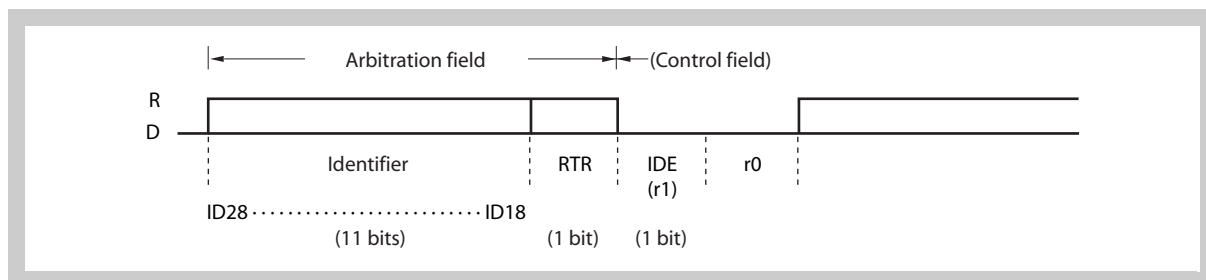 Arbitration field (Control field)
R
D
Identifier RTR IDE r0
(r1)
ID28 ID18
(11 bits) (1 bit) (1 bit)